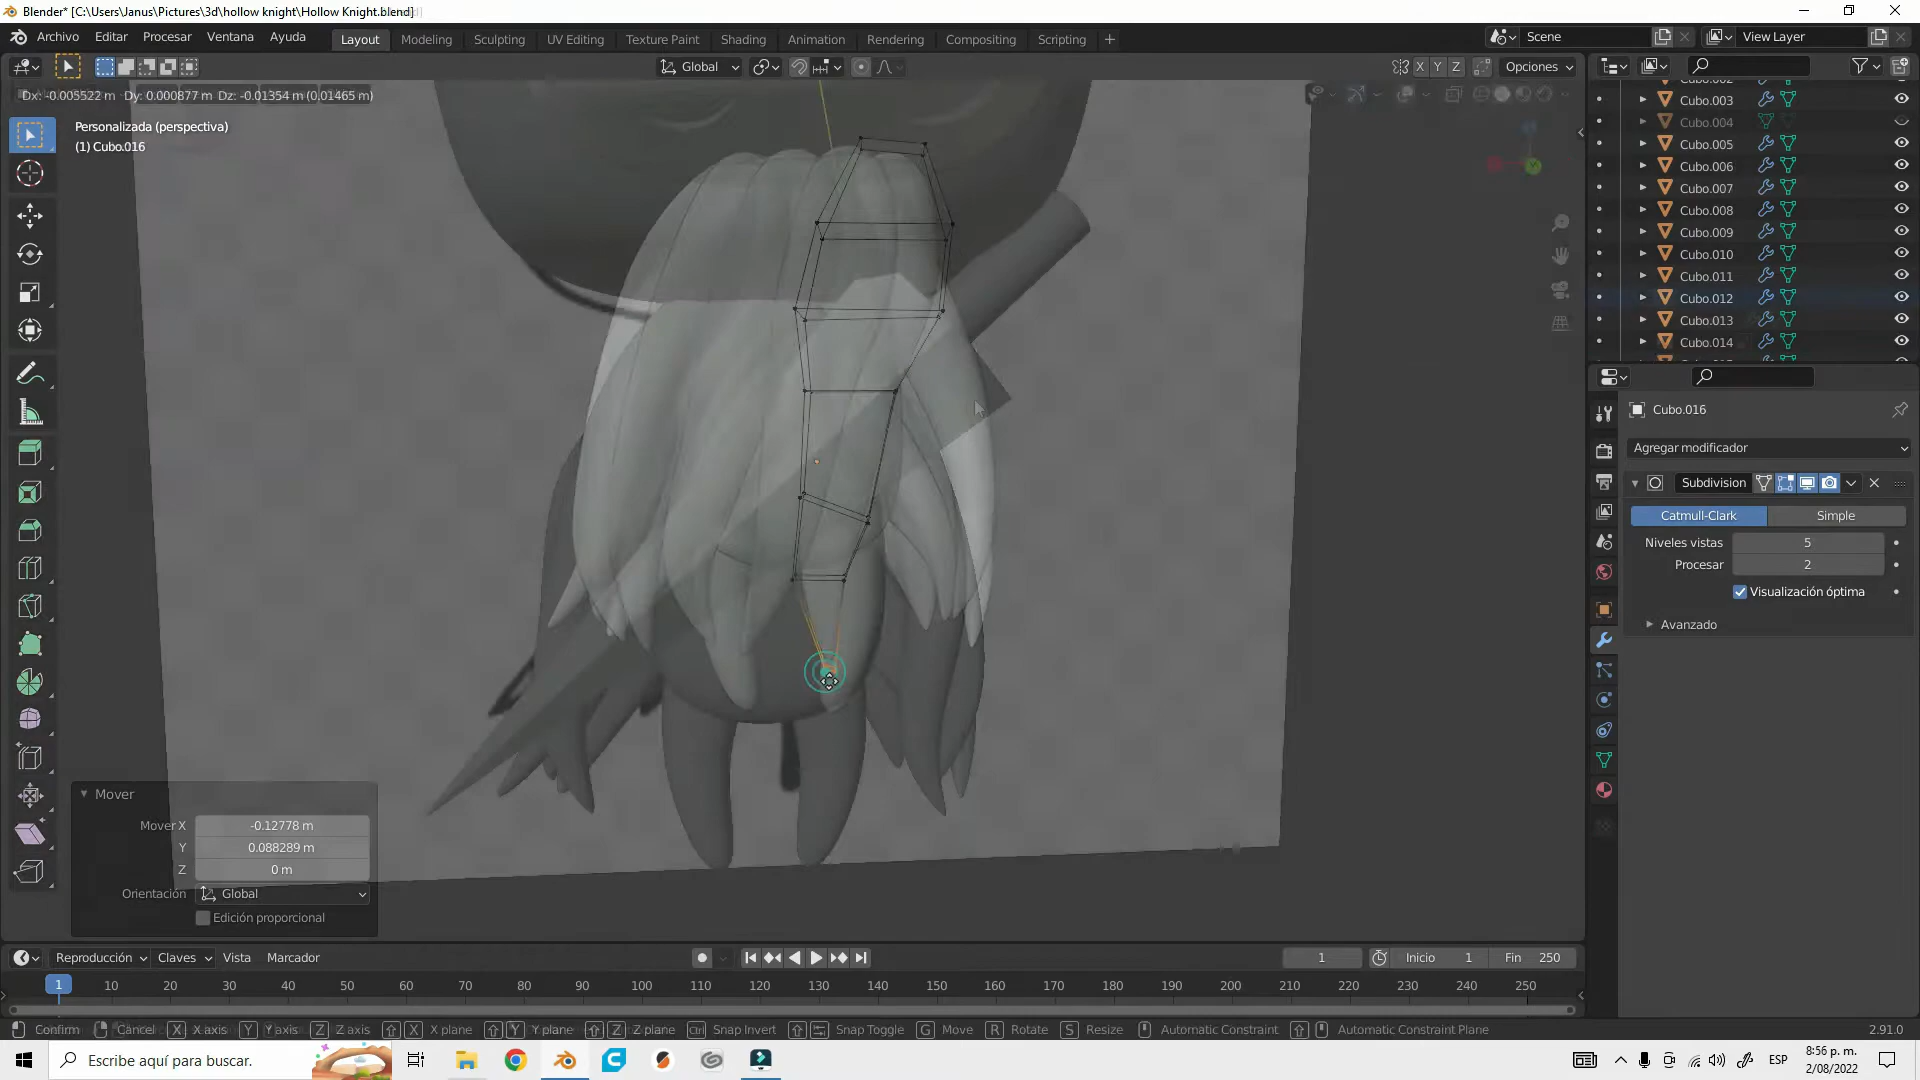 Blender* [C:\Users\Janus\Pictures\3d\hollow knight\Hollow Knight.blend]
Archivo Editar Procesar Ventana Ayuda Layout Modeling Sculpting UV Editing Texture Paint Shading Animation Rendering Compositing Scripting + Scene View Layer
Global X Y Z Opciones
Dx: -0.005522 m Dy: 0.000877 m Dz: -0.01354 m (0.01465 m)
Personalizada (perspectiva)
(1) Cubo.016
Cubo.003
Cubo.004
Cubo.005
Cubo.006
Cubo.007
Cubo.008
Cubo.009
Cubo.010
Cubo.011
Cubo.012
Cubo.013
Cubo.014
Cubo.016
Agregar modificador
Subdivision
Catmull-Clark Simple
Niveles vistas 5
Procesar 2
Visualización óptima
Avanzado
Mover
Mover X -0.12778 m
Y 0.088289 m
Z 0 m
Orientación Global
Edición proporcional
Reproducción Claves Vista Marcador 1 Inicio 1 Fin 250
1 10 20 30 40 50 60 70 80 90 100 110 120 130 140 150 160 170 180 190 200 210 220 230 240 250
Confirm Cancel X X axis Y Y axis Z Z axis X X plane Y Y plane Z Z plane Ctrl Snap Invert Snap Toggle G Move R Rotate S Resize Automatic Constraint Automatic Constraint Plane 2.91.0
Escribe aquí para buscar. ESP 8:56 p. m.
2/08/2022